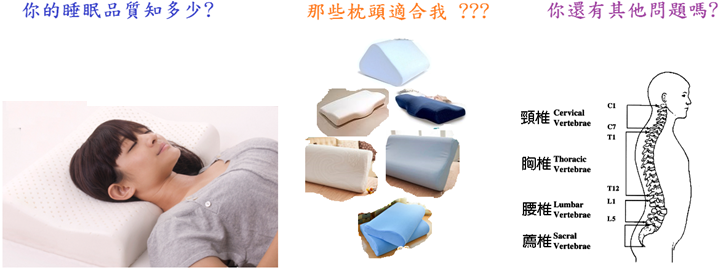 你的睡眠品質知多少?
那些枕頭適合我 ???
你還有其他問題嗎?
C1
頸椎 Cervical Vertebrae
C7
T1
胸椎 Thoracic Vertebrae
T12
L1
腰椎 Lumbar Vertebrae
L5
薦椎 Sacral Vertebrae